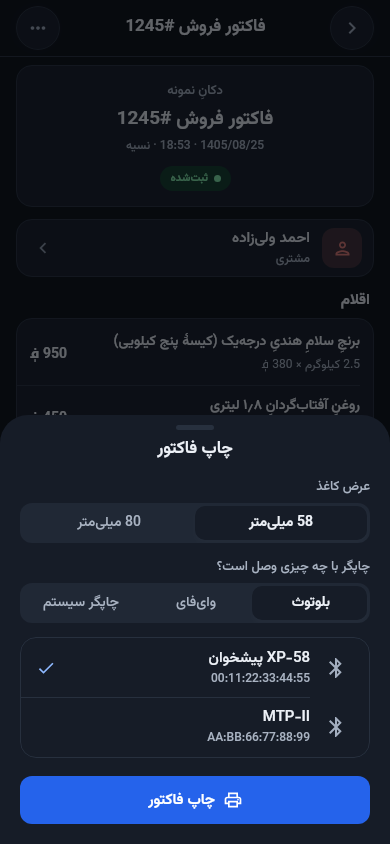 فاکتور فروش #1245
دکانِ نمونه
فاکتور فروش #1245
1405/08/25 · 18:53 · نسیه
ثبت‌شده
احمد ولی‌زاده
مشتری
اقلام
برنجِ سلامِ هندیِ درجه‌یک (کیسهٔ پنج کیلویی)
950 ؋
2.5 کیلوگرم × 380 ؋
روغنِ آفتاب‌گردانِ ۱٫۸ لیتری
چاپ فاکتور
عرض کاغذ
58 میلی‌متر
80 میلی‌متر
چاپگر با چه چیزی وصل است؟
بلوتوث
وای‌فای
چاپگر سیستم
XP-58 پیشخوان
00:11:22:33:44:55
MTP-II
AA:BB:66:77:88:99
چاپ فاکتور